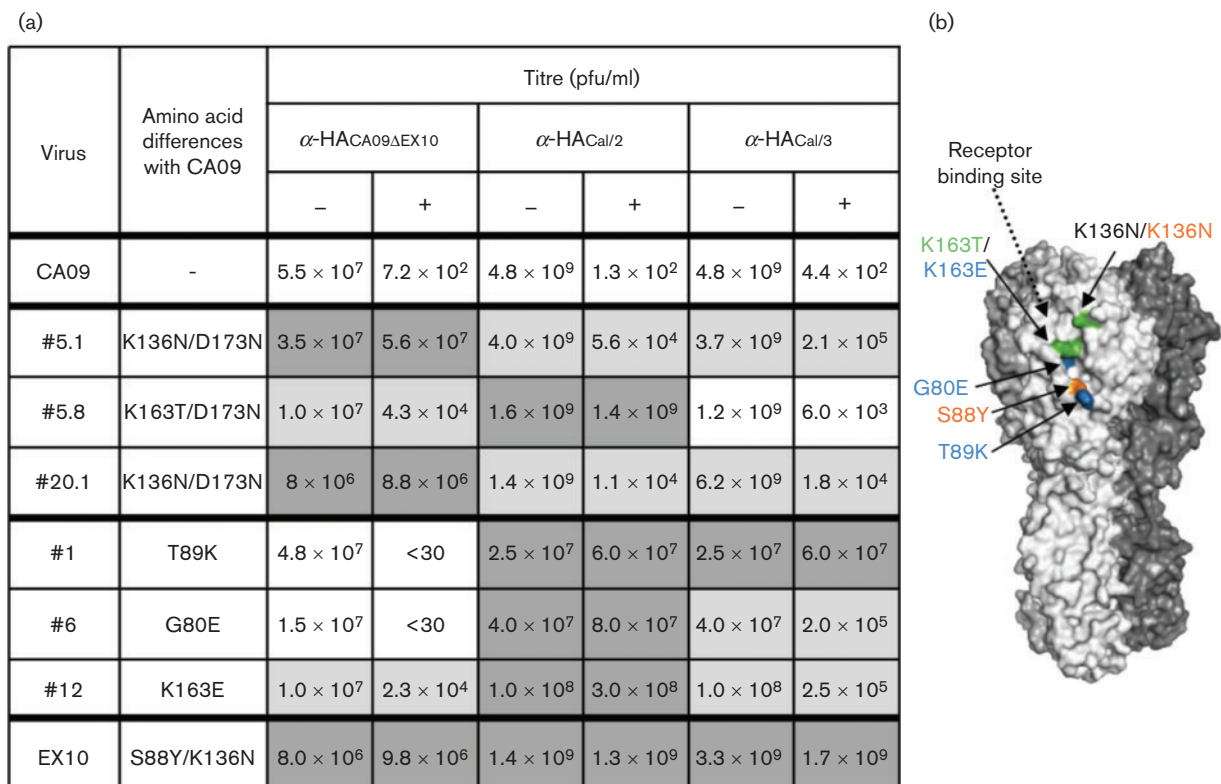 (a)
Virus
Amino acid
differences
with CA09
Titre (pfu/ml)
α-HACA09ΔEX10
α-HACal/2
α-HACal/3
− + − + − +
CA09 - 5.5 × 10⁷ 7.2 × 10² 4.8 × 10⁹ 1.3 × 10² 4.8 × 10⁹ 4.4 × 10²
#5.1 K136N/D173N 3.5 × 10⁷ 5.6 × 10⁷ 4.0 × 10⁹ 5.6 × 10⁴ 3.7 × 10⁹ 2.1 × 10⁵
#5.8 K163T/D173N 1.0 × 10⁷ 4.3 × 10⁴ 1.6 × 10⁹ 1.4 × 10⁹ 1.2 × 10⁹ 6.0 × 10³
#20.1 K136N/D173N 8 × 10⁶ 8.8 × 10⁶ 1.4 × 10⁹ 1.1 × 10⁴ 6.2 × 10⁹ 1.8 × 10⁴
#1 T89K 4.8 × 10⁷ <30 2.5 × 10⁷ 6.0 × 10⁷ 2.5 × 10⁷ 6.0 × 10⁷
#6 G80E 1.5 × 10⁷ <30 4.0 × 10⁷ 8.0 × 10⁷ 4.0 × 10⁷ 2.0 × 10⁵
#12 K163E 1.0 × 10⁷ 2.3 × 10⁴ 1.0 × 10⁸ 3.0 × 10⁸ 1.0 × 10⁸ 2.5 × 10⁵
EX10 S88Y/K136N 8.0 × 10⁶ 9.8 × 10⁶ 1.4 × 10⁹ 1.3 × 10⁹ 3.3 × 10⁹ 1.7 × 10⁹
(b)
Receptor
binding site
K136N/K136N
K163T/
K163E
G80E
S88Y
T89K